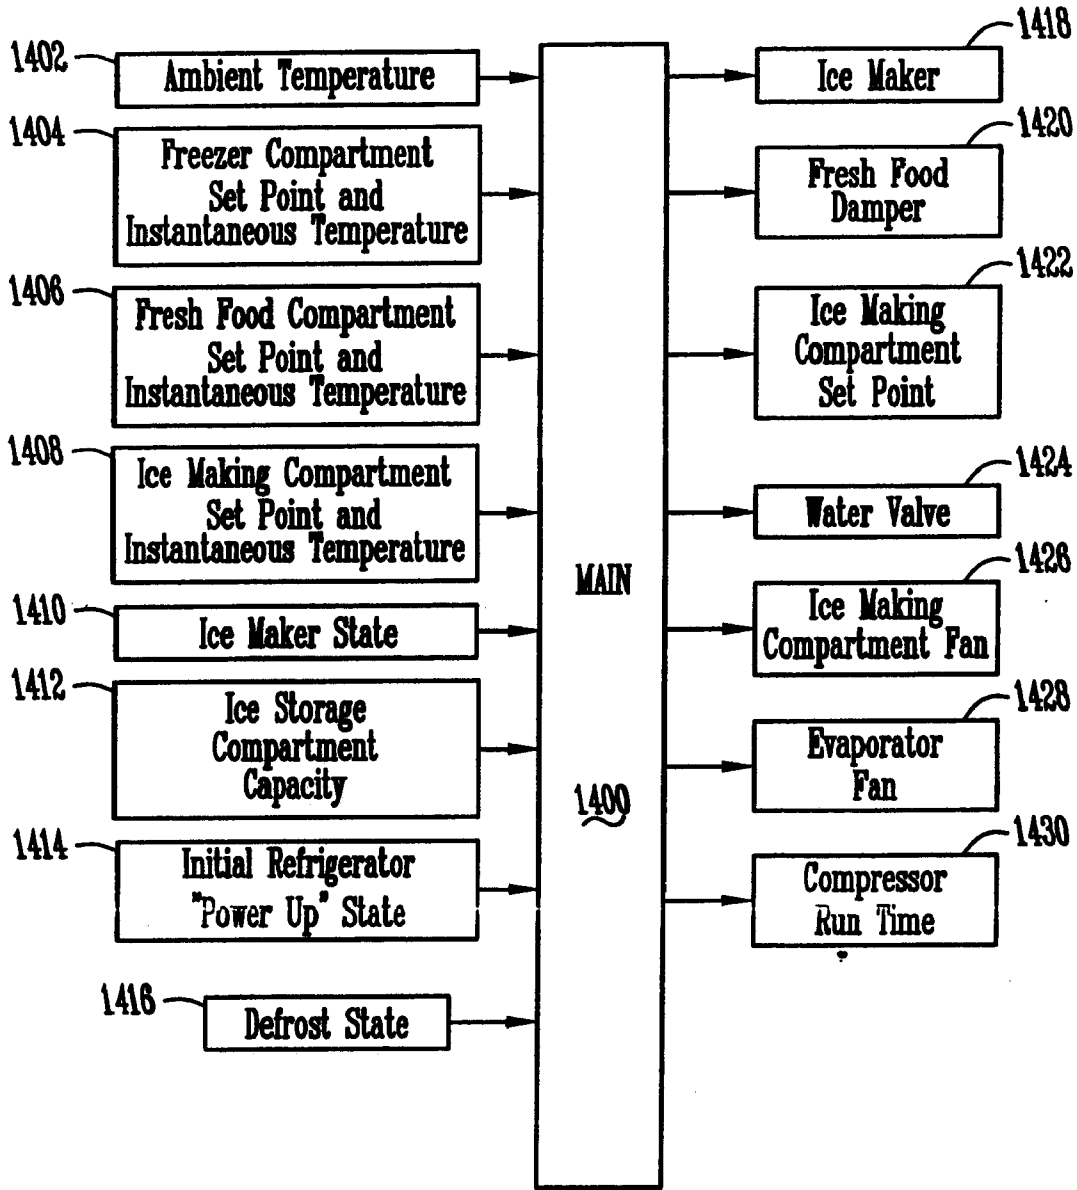 1402
Ambient Temperature
1404
Freezer Compartment
Set Point and
Instantaneous Temperature
1406
Fresh Food Compartment
Set Point and
Instantaneous Temperature
1408
Ice Making Compartment
Set Point and
Instantaneous Temperature
1410
Ice Maker State
1412
Ice Storage
Compartment
Capacity
1414
Initial Refrigerator
"Power Up" State
1416
Defrost State
MAIN
1400
1418
Ice Maker
1420
Fresh Food
Damper
1422
Ice Making
Compartment
Set Point
1424
Water Valve
1426
Ice Making
Compartment Fan
1428
Evaporator
Fan
1430
Compressor
Run Time